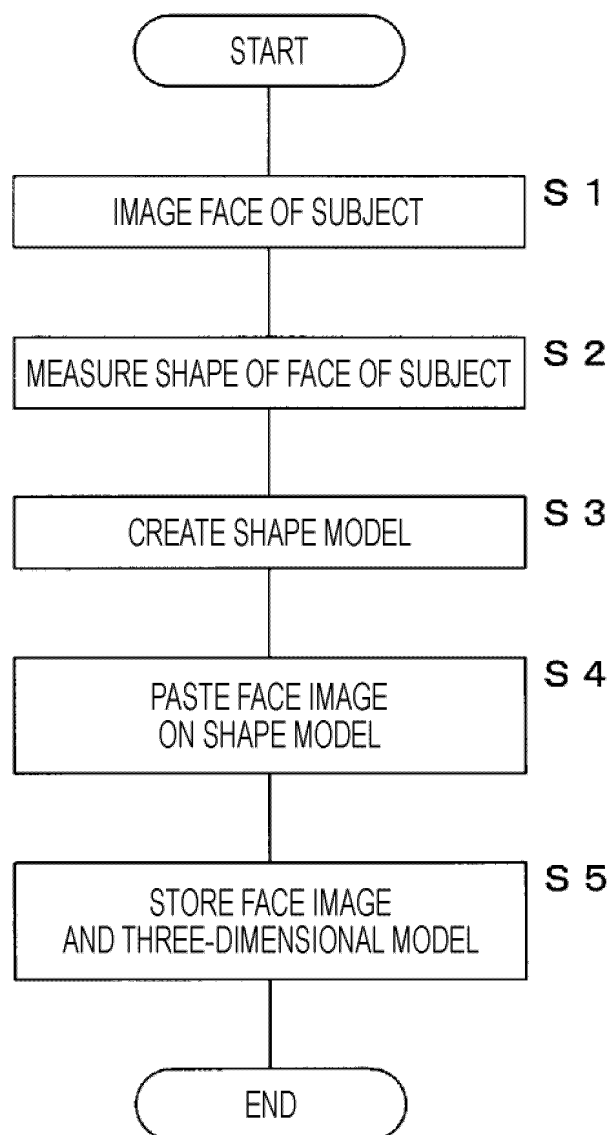 START
IMAGE FACE OF SUBJECT
S 1
MEASURE SHAPE OF FACE OF SUBJECT
S 2
CREATE SHAPE MODEL
S 3
PASTE FACE IMAGE
ON SHAPE MODEL
S 4
STORE FACE IMAGE
AND THREE-DIMENSIONAL MODEL
S 5
END